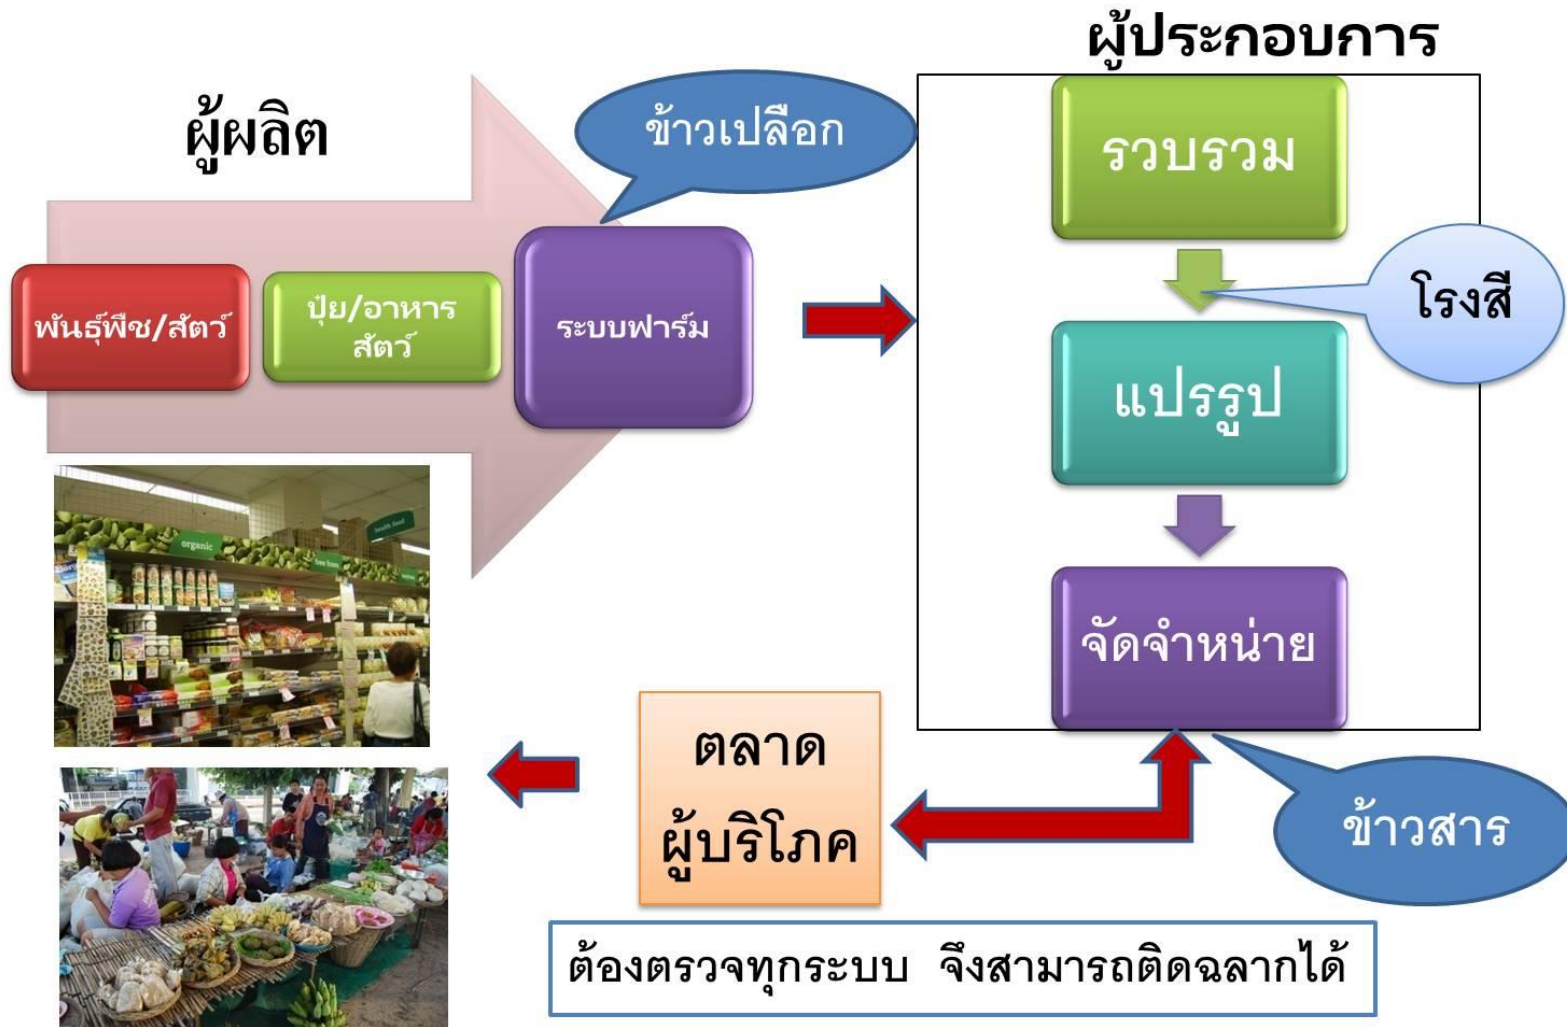 ผู้ประกอบการ
ผู้ผลิต
ข้าวเปลือก
รวบรวม
พันธุ์พืช/สัตว์
ปุ๋ย/อาหาร
สัตว์
ระบบฟาร์ม
โรงสี
แปรรูป
จัดจำหน่าย
organic
free from
health food
ตลาด
ผู้บริโภค
ข้าวสาร
ต้องตรวจทุกระบบ จึงสามารถติดฉลากได้